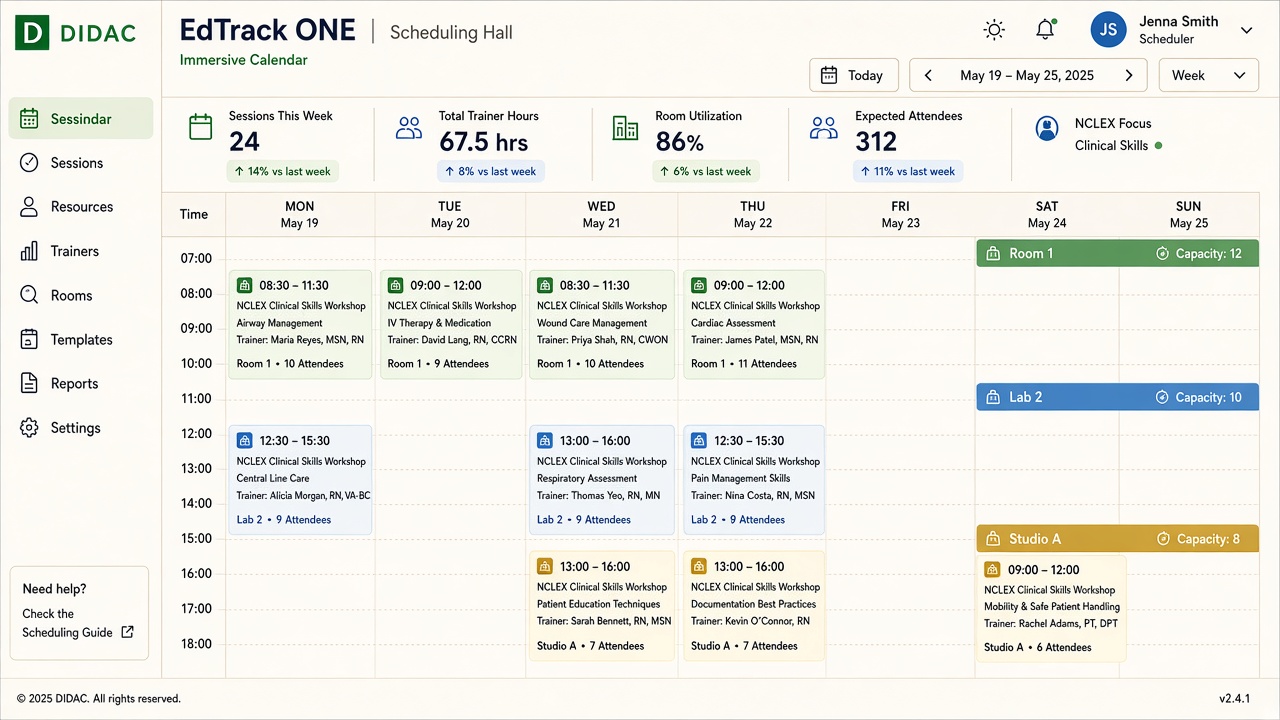 D DIDAC
EdTrack ONE | Scheduling Hall
Immersive Calendar
JS
Jenna Smith
Scheduler
Today
May 19 – May 25, 2025
Week
Sessindar
Sessions
Resources
Trainers
Rooms
Templates
Reports
Settings
Need help?
Check the
Scheduling Guide
Sessions This Week
24
↑ 14% vs last week
Total Trainer Hours
67.5 hrs
↑ 8% vs last week
Room Utilization
86%
↑ 6% vs last week
Expected Attendees
312
↑ 11% vs last week
NCLEX Focus
Clinical Skills
Time
MON
May 19
TUE
May 20
WED
May 21
THU
May 22
FRI
May 23
SAT
May 24
SUN
May 25
07:00
08:00
09:00
10:00
11:00
12:00
13:00
14:00
15:00
16:00
17:00
18:00
08:30 – 11:30
NCLEX Clinical Skills Workshop
Airway Management
Trainer: Maria Reyes, MSN, RN
Room 1 • 10 Attendees
09:00 – 12:00
NCLEX Clinical Skills Workshop
IV Therapy & Medication
Trainer: David Lang, RN, CCRN
Room 1 • 9 Attendees
08:30 – 11:30
NCLEX Clinical Skills Workshop
Wound Care Management
Trainer: Priya Shah, RN, CWON
Room 1 • 10 Attendees
09:00 – 12:00
NCLEX Clinical Skills Workshop
Cardiac Assessment
Trainer: James Patel, MSN, RN
Room 1 • 11 Attendees
Room 1
Capacity: 12
Lab 2
Capacity: 10
12:30 – 15:30
NCLEX Clinical Skills Workshop
Central Line Care
Trainer: Alicia Morgan, RN, VA-BC
Lab 2 • 9 Attendees
13:00 – 16:00
NCLEX Clinical Skills Workshop
Respiratory Assessment
Trainer: Thomas Yeo, RN, MN
Lab 2 • 9 Attendees
12:30 – 15:30
NCLEX Clinical Skills Workshop
Pain Management Skills
Trainer: Nina Costa, RN, MSN
Lab 2 • 9 Attendees
Studio A
Capacity: 8
13:00 – 16:00
NCLEX Clinical Skills Workshop
Patient Education Techniques
Trainer: Sarah Bennett, RN, MSN
Studio A • 7 Attendees
13:00 – 16:00
NCLEX Clinical Skills Workshop
Documentation Best Practices
Trainer: Kevin O'Connor, RN
Studio A • 7 Attendees
09:00 – 12:00
NCLEX Clinical Skills Workshop
Mobility & Safe Patient Handling
Trainer: Rachel Adams, PT, DPT
Studio A • 6 Attendees
© 2025 DIDAC. All rights reserved.
v2.4.1